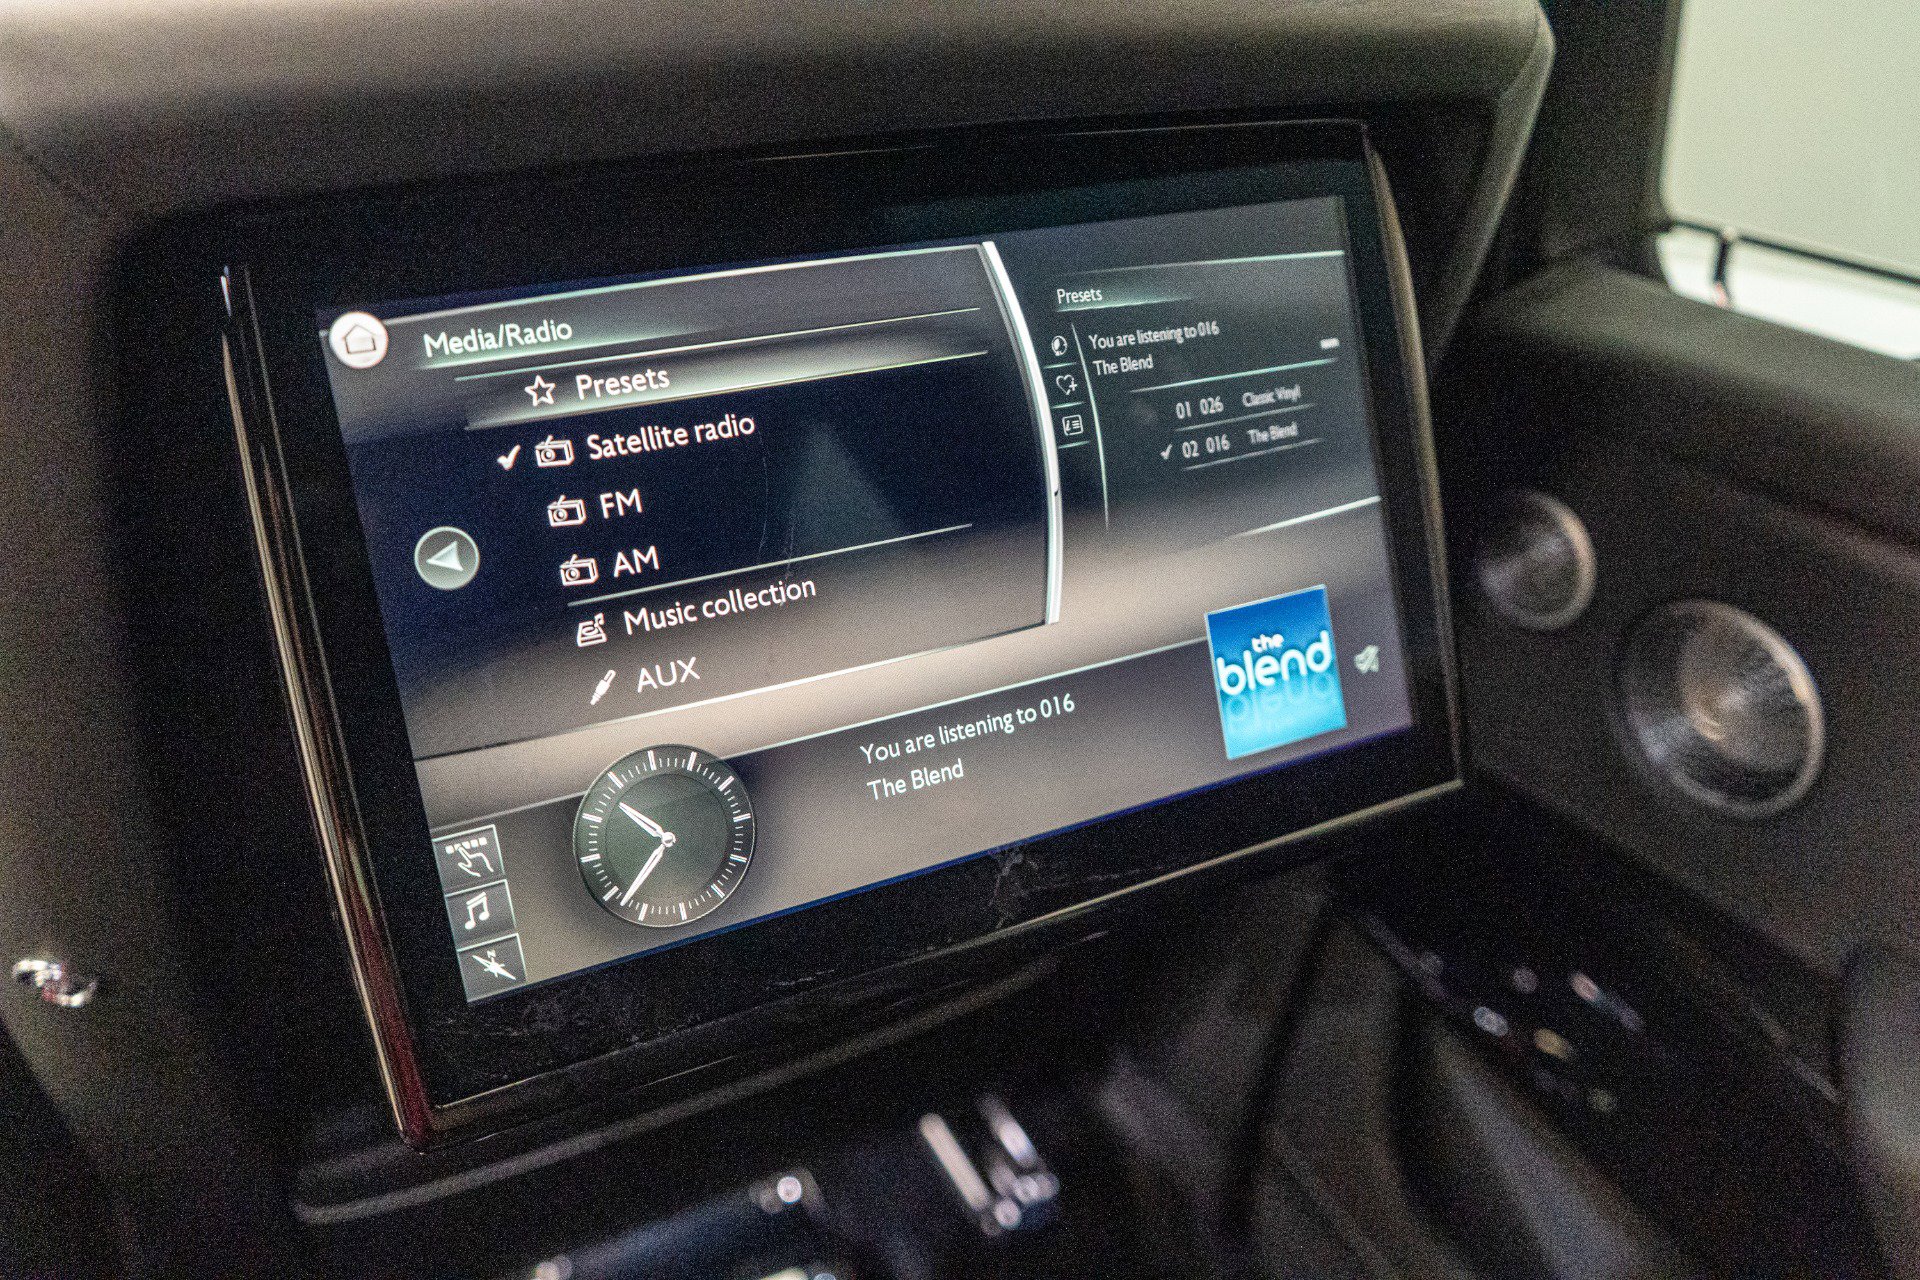 Media/Radio
Presets
Satellite radio
FM
AM
Music collection
AUX
Presets
You are listening to 016
The Blend
01 026 Classic Vinyl
02 016 The Blend
You are listening to 016
The Blend
the
blend